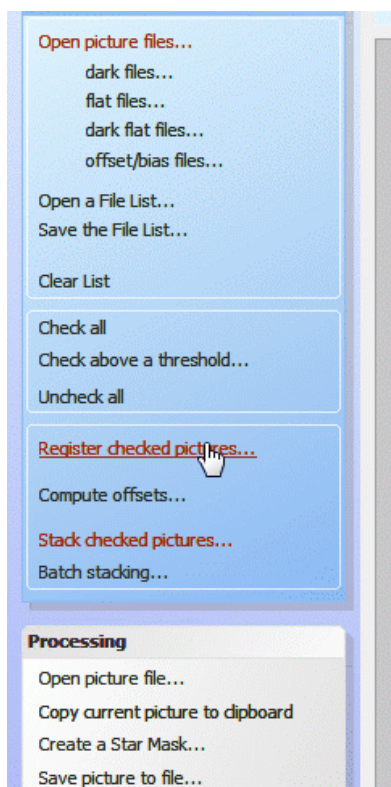 Open picture files...
dark files...
flat files...
dark flat files...
offset/bias files...
Open a File List...
Save the File List...
Clear List
Check all
Check above a threshold...
Uncheck all
Register checked pictures...
Compute offsets...
Stack checked pictures...
Batch stacking...
Processing
Open picture file...
Copy current picture to clipboard
Create a Star Mask...
Save picture to file...